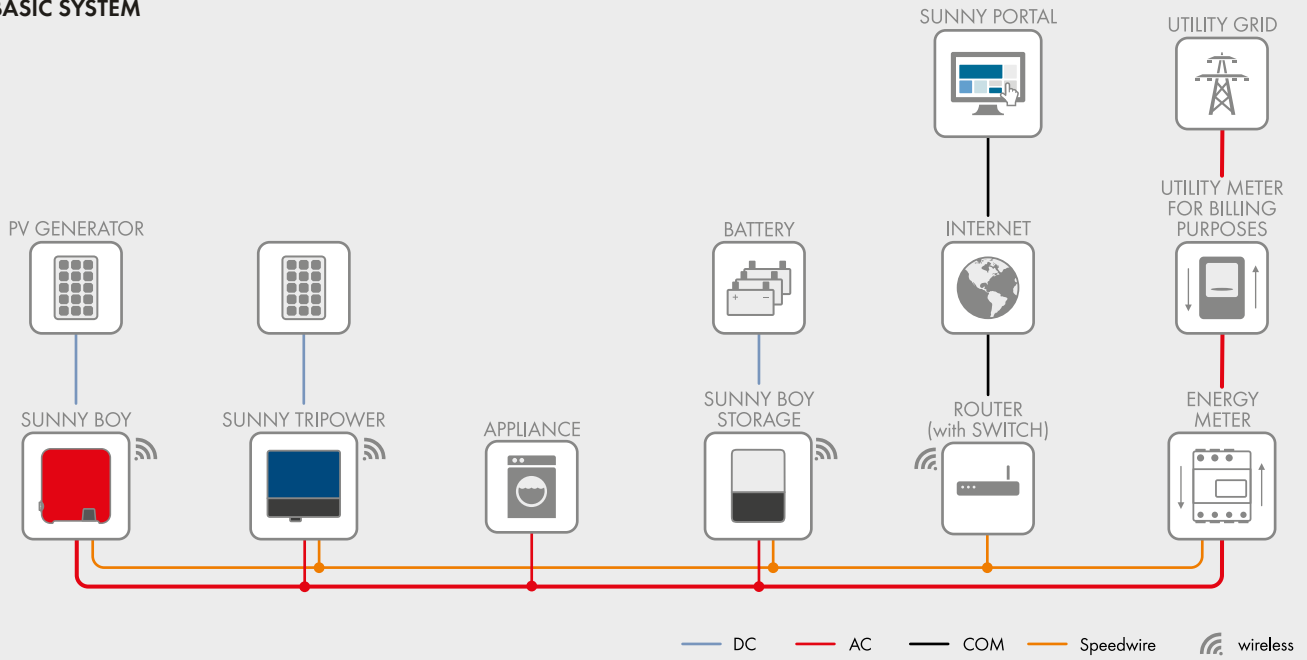 BASIC SYSTEM
SUNNY PORTAL
UTILITY GRID
UTILITY METER
FOR BILLING
PURPOSES
PV GENERATOR
BATTERY
INTERNET
SUNNY BOY
SUNNY TRIPOWER
APPLIANCE
SUNNY BOY
STORAGE
ROUTER
(with SWITCH)
ENERGY
METER
DC
AC
COM
Speedwire
wireless